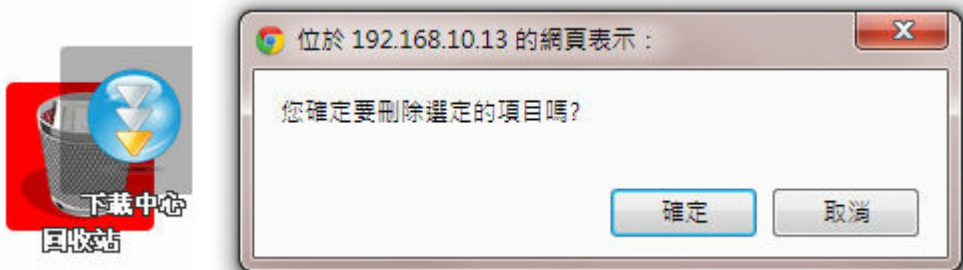 下載中心
回收站
位於 192.168.10.13 的網頁表示：
您確定要刪除選定的項目嗎?
確定
取消